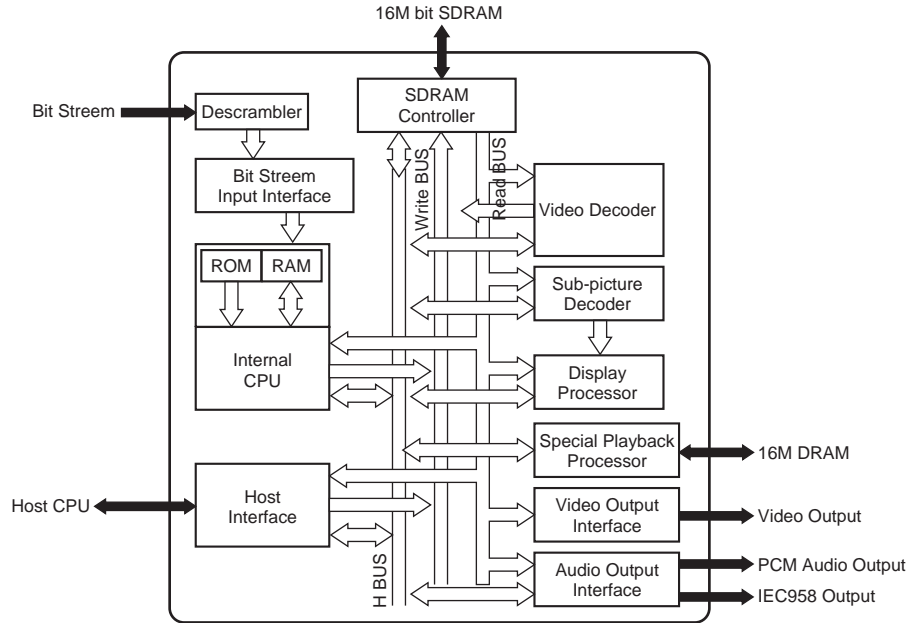 16M bit SDRAM
SDRAM
Controller
Bit Streem
Descrambler
Bit Streem
Input Interface
Write BUS
Read BUS
Video Decoder
ROM
RAM
Sub-picture
Decoder
Internal
CPU
Display
Processor
Special Playback
Processor
16M DRAM
Host CPU
Host
Interface
Video Output
Interface
Video Output
H BUS
Audio Output
Interface
PCM Audio Output
IEC958 Output